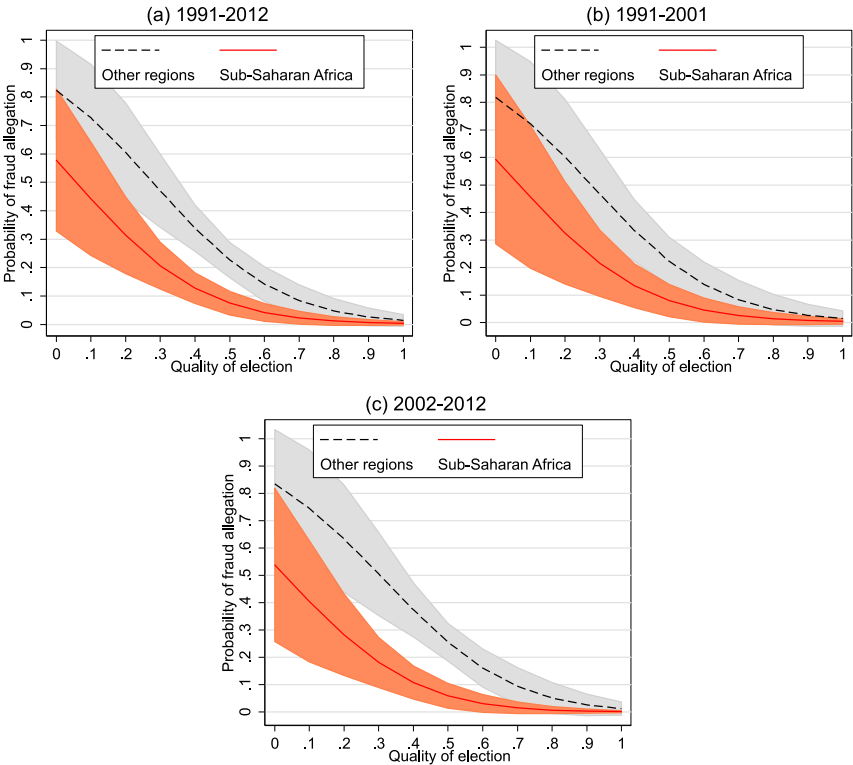 (a) 1991-2012
Probability of fraud allegation
1
.9
.8
.7
.6
.5
.4
.3
.2
.1
0
Other regions Sub-Saharan Africa
0 .1 .2 .3 .4 .5 .6 .7 .8 .9 1
Quality of election
(b) 1991-2001
Probability of fraud allegation
1
.9
.8
.7
.6
.5
.4
.3
.2
.1
0
Other regions Sub-Saharan Africa
0 .1 .2 .3 .4 .5 .6 .7 .8 .9 1
Quality of election
(c) 2002-2012
Probability of fraud allegation
1
.9
.8
.7
.6
.5
.4
.3
.2
.1
0
Other regions Sub-Saharan Africa
0 .1 .2 .3 .4 .5 .6 .7 .8 .9 1
Quality of election